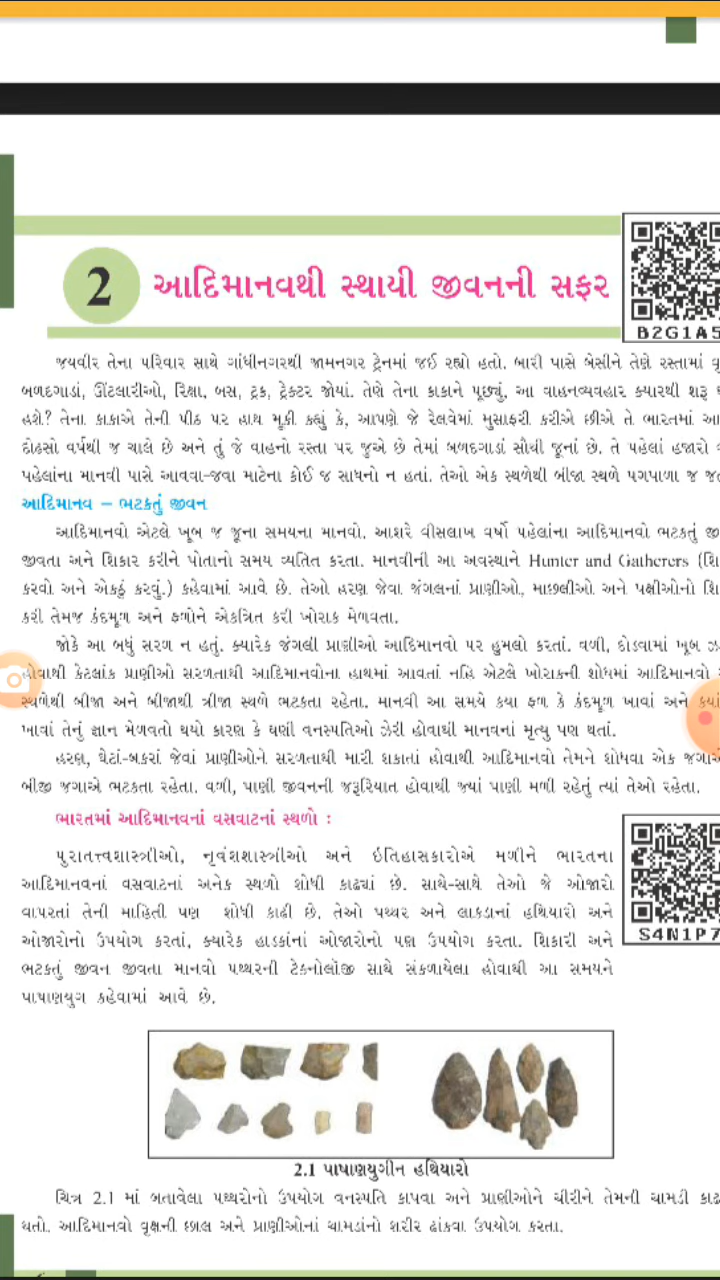 2
આદિમાનવથી સ્થાયી જીવનની સફર
B2G1A5
જયવીર તેના પરિવાર સાથે ગાંધીનગરથી જામનગર ટ્રેનમાં જઈ રહ્યો હતો. બારી પાસે બેસીને તેણે રસ્તામાં
બળદગાડાં, ઊંટલારીઓ, રિક્ષા, બસ, ટ્રક, ટ્રેક્ટર જોયાં. તેણે તેના કાકાને પૂછ્યું, આ વાહનવ્યવહાર ક્યારથી શરૂ
હશે? તેના કાકાએ તેની પીઠ પર હાથ મૂકી કહ્યું કે, આપણે જે રેલવેમાં મુસાફરી કરીએ છીએ તે ભારતમાં
દોઢસો વર્ષથી જ ચાલે છે અને તું જે વાહનો રસ્તા પર જુએ છે તેમાં બળદગાડાં સૌથી જૂનાં છે. તે પહેલાં હજારો
પહેલાંના માનવી પાસે આવવા-જવા માટેના કોઈ જ સાધનો ન હતાં. તેઓ એક સ્થળેથી બીજા સ્થળે પગપાળા જ
આદિમાનવ – ભટકતું જીવન
આદિમાનવો એટલે ખૂબ જ જૂના સમયના માનવો. આશરે વીસલાખ વર્ષો પહેલાંના આદિમાનવો ભટકતું
જીવતા અને શિકાર કરીને પોતાનો સમય વ્યતિત કરતા. માનવીની આ અવસ્થાને Hunter and Gatherers
કરવો અને એકઠું કરવું.) કહેવામાં આવે છે. તેઓ હરણ જેવા જંગલનાં પ્રાણીઓ, માછલીઓ અને પક્ષીઓનો
કરી તેમજ કંદમૂળ અને ફળોને એકત્રિત કરી ખોરાક મેળવતા.
જોકે આ બધું સરળ ન હતું. ક્યારેક જંગલી પ્રાણીઓ આદિમાનવો પર હુમલો કરતાં. વળી, દોડવામાં ખૂબ
હોવાથી કેટલાંક પ્રાણીઓ સરળતાથી આદિમાનવોના હાથમાં આવતાં નહિ એટલે ખોરાકની શોધમાં આદિમાનવો
સ્થળેથી બીજા અને બીજાથી ત્રીજા સ્થળે ભટકતા રહેતા. માનવી આ સમયે કયા ફળ કે કંદમૂળ ખાવાં અને
ખાવાં તેનું જ્ઞાન મેળવતો થયો કારણ કે ઘણી વનસ્પતિઓ ઝેરી હોવાથી માનવનાં મૃત્યુ પણ થતાં.
હરણ, ઘેટાં-બકરાં જેવાં પ્રાણીઓને સરળતાથી મારી શકાતાં હોવાથી આદિમાનવો તેમને શોધવા એક
બીજી જગાએ ભટકતા રહેતા. વળી, પાણી જીવનની જરૂરિયાત હોવાથી જ્યાં પાણી મળી રહેતું ત્યાં તેઓ રહેતા.
ભારતમાં આદિમાનવનાં વસવાટનાં સ્થળો :
પુરાતત્ત્વશાસ્ત્રીઓ, નૃવંશશાસ્ત્રીઓ અને ઇતિહાસકારોએ મળીને ભારતના
આદિમાનવનાં વસવાટનાં અનેક સ્થળો શોધી કાઢ્યાં છે. સાથે-સાથે તેઓ જે ઓજારો
વાપરતાં તેની માહિતી પણ શોધી કાઢી છે. તેઓ પથ્થર અને લાકડાનાં હથિયારો અને
ઓજારોનો ઉપયોગ કરતાં, ક્યારેક હાડકાંનાં ઓજારોનો પણ ઉપયોગ કરતા. શિકારી અને
ભટકતું જીવન જીવતા માનવો પથ્થરની ટેક્નોલૉજી સાથે સંકળાયેલા હોવાથી આ સમયને
પાષાણયુગ કહેવામાં આવે છે.
S4N1P7
2.1 પાષાણયુગીન હથિયારો
ચિત્ર 2.1 માં બતાવેલા પથ્થરોનો ઉપયોગ વનસ્પતિ કાપવા અને પ્રાણીઓને ચીરીને તેમની ચામડી
થતો. આદિમાનવો વૃક્ષની છાલ અને પ્રાણીઓનાં ચામડાંનો શરીર ઢાંકવા ઉપયોગ કરતા.